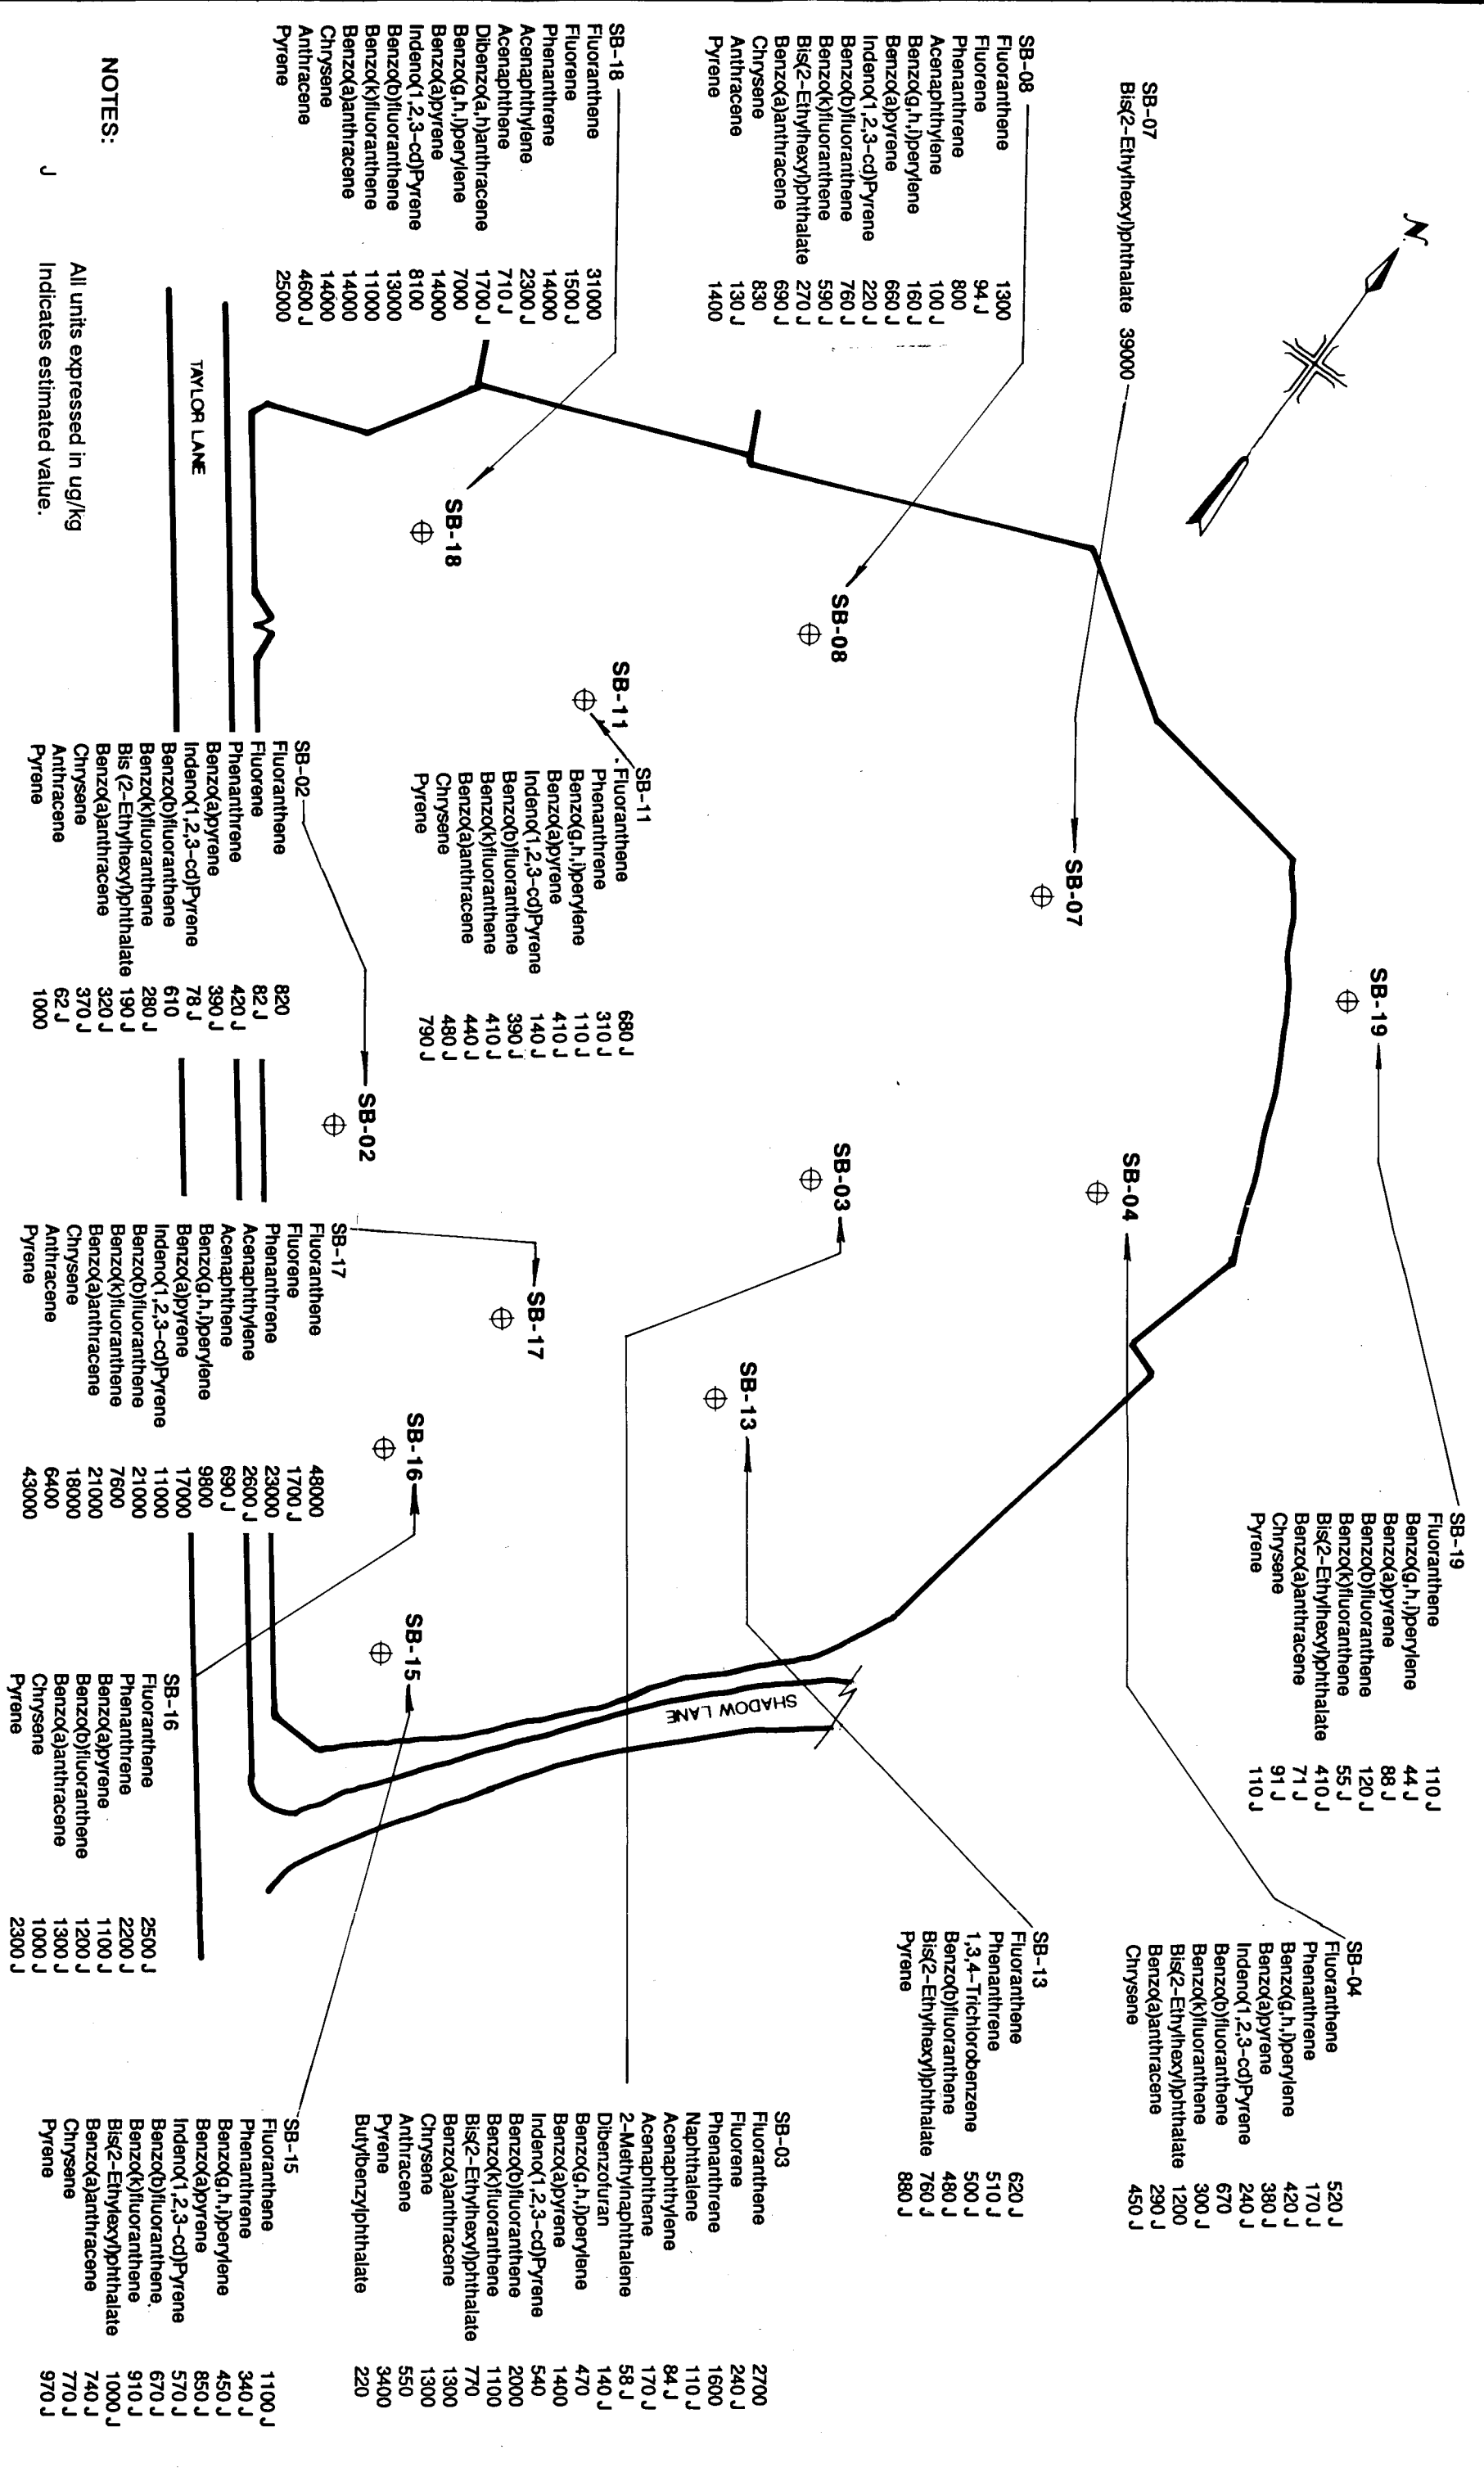 N
SB-07
Bis(2-Ethylhexyl)phthalate 39000
SB-08
Fluoranthene 1300
Fluorene 94 J
Phenanthrene 800
Acenaphthylene 100 J
Benzo(g,h,i)perylene 160 J
Benzo(a)pyrene 660 J
Indeno(1,2,3-cd)Pyrene 220 J
Benzo(b)fluoranthene 760 J
Benzo(k)fluoranthene 590 J
Bis(2-Ethylhexyl)phthalate 270 J
Benzo(a)anthracene 690 J
Chrysene 830
Anthracene 130 J
Pyrene 1400
SB-18
Fluoranthene 31000
Fluorene 1500 J
Phenanthrene 14000
Acenaphthylene 2300 J
Acenaphthene 710 J
Dibenzo(a,h)anthracene 1700 J
Benzo(g,h,i)perylene 7000
Benzo(a)pyrene 14000
Indeno(1,2,3-cd)Pyrene 8100
Benzo(b)fluoranthene 13000
Benzo(k)fluoranthene 11000
Benzo(a)anthracene 14000
Chrysene 14000
Anthracene 4600 J
Pyrene 25000
SB-19
SB-19
Fluoranthene 110 J
Benzo(g,h,i)perylene 44 J
Benzo(a)pyrene 88 J
Benzo(b)fluoranthene 120 J
Benzo(k)fluoranthene 55 J
Bis(2-Ethylhexyl)phthalate 410 J
Benzo(a)anthracene 71 J
Chrysene 91 J
Pyrene 110 J
SB-04
SB-04
Fluoranthene 520 J
Phenanthrene 170 J
Benzo(g,h,i)perylene 420 J
Benzo(a)pyrene 380 J
Indeno(1,2,3-cd)Pyrene 240 J
Benzo(b)fluoranthene 670
Benzo(k)fluoranthene 300 J
Bis(2-Ethylhexyl)phthalate 1200
Benzo(a)anthracene 290 J
Chrysene 450 J
SB-07
SB-08
SB-03
SB-13
SB-13
Fluoranthene 620 J
Phenanthrene 510 J
1,3,4-Trichlorobenzene 500 J
Benzo(b)fluoranthene 480 J
Bis(2-Ethylhexyl)phthalate 760 J
Pyrene 880 J
SHADOW LANE
SB-03
Fluoranthene 2700
Fluorene 240 J
Phenanthrene 1600
Naphthalene 110 J
Acenaphthylene 84 J
Acenaphthene 170 J
2-Methylnaphthalene 58 J
Dibenzofuran 140 J
Benzo(g,h,i)perylene 470
Benzo(a)pyrene 1400
Indeno(1,2,3-cd)Pyrene 540
Benzo(b)fluoranthene 2000
Benzo(k)fluoranthene 1100
Bis(2-Ethylhexyl)phthalate 770
Benzo(a)anthracene 1300
Chrysene 1300
Anthracene 550
Pyrene 3400
Butylbenzylphthalate 220
SB-11
SB-11
Fluoranthene 680 J
Phenanthrene 310 J
Benzo(g,h,i)perylene 110 J
Benzo(a)pyrene 410 J
Indeno(1,2,3-cd)Pyrene 140 J
Benzo(b)fluoranthene 390 J
Benzo(k)fluoranthene 410 J
Benzo(a)anthracene 440 J
Chrysene 480 J
Pyrene 790 J
SB-18
SB-17
SB-16
SB-15
SB-02
SB-02
Fluoranthene 820
Fluorene 82 J
Phenanthrene 420 J
Benzo(a)pyrene 390 J
Indeno(1,2,3-cd)Pyrene 78 J
Benzo(b)fluoranthene 610
Benzo(k)fluoranthene 280 J
Bis (2-Ethylhexyl)phthalate 190 J
Benzo(a)anthracene 320 J
Chrysene 370 J
Anthracene 62 J
Pyrene 1000
SB-17
Fluoranthene 48000
Fluorene 1700 J
Phenanthrene 23000
Acenaphthylene 2600 J
Acenaphthene 690 J
Benzo(g,h,i)perylene 9800
Benzo(a)pyrene 17000
Indeno(1,2,3-cd)Pyrene 11000
Benzo(b)fluoranthene 21000
Benzo(k)fluoranthene 7600
Benzo(a)anthracene 21000
Chrysene 18000
Anthracene 6400
Pyrene 43000
SB-16
Fluoranthene 2500 J
Phenanthrene 2200 J
Benzo(a)pyrene 1100 J
Benzo(b)fluoranthene 1200 J
Benzo(a)anthracene 1300 J
Chrysene 1000 J
Pyrene 2300 J
SB-15
Fluoranthene 1100 J
Phenanthrene 340 J
Benzo(g,h,i)perylene 450 J
Benzo(a)pyrene 850 J
Indeno(1,2,3-cd)Pyrene 570 J
Benzo(b)fluoranthene 670 J
Benzo(k)fluoranthene 910 J
Bis(2-Ethylexyl)phthalate 1000 J
Benzo(a)anthracene 740 J
Chrysene 770 J
Pyrene 970 J
TAYLOR LANE
NOTES:
All units expressed in ug/kg
J Indicates estimated value.